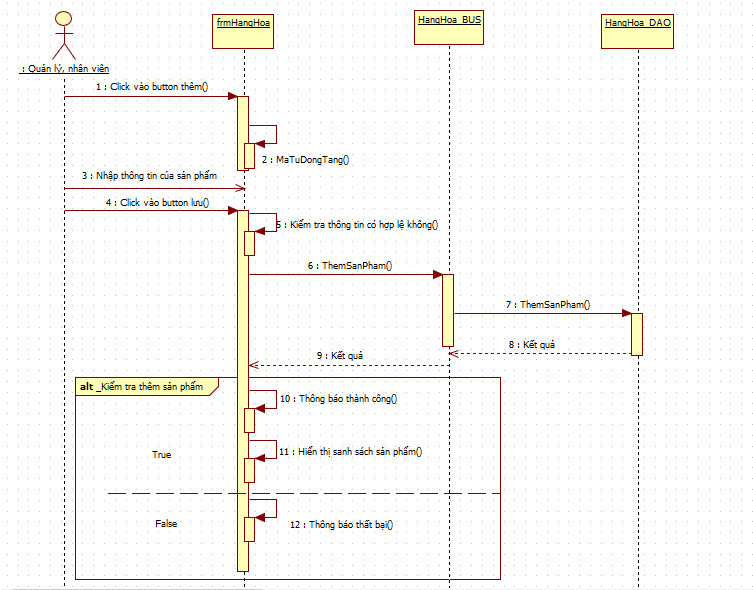 frmHangHoa
HangHoa_BUS
HangHoa_DAO
: Quản lý, nhân viên
1 : Click vào button thêm()
2 : MaTuDongTang()
3 : Nhập thông tin của sản phẩm
4 : Click vào button lưu()
5 : Kiểm tra thông tin có hợp lệ không()
6 : ThemSanPham()
7 : ThemSanPham()
8 : Kết quả
9 : Kết quả
alt _Kiểm tra thêm sản phẩm
10 : Thông báo thành công()
11 : Hiển thị sanh sách sản phẩm()
True
False
12 : Thông báo thất bại()